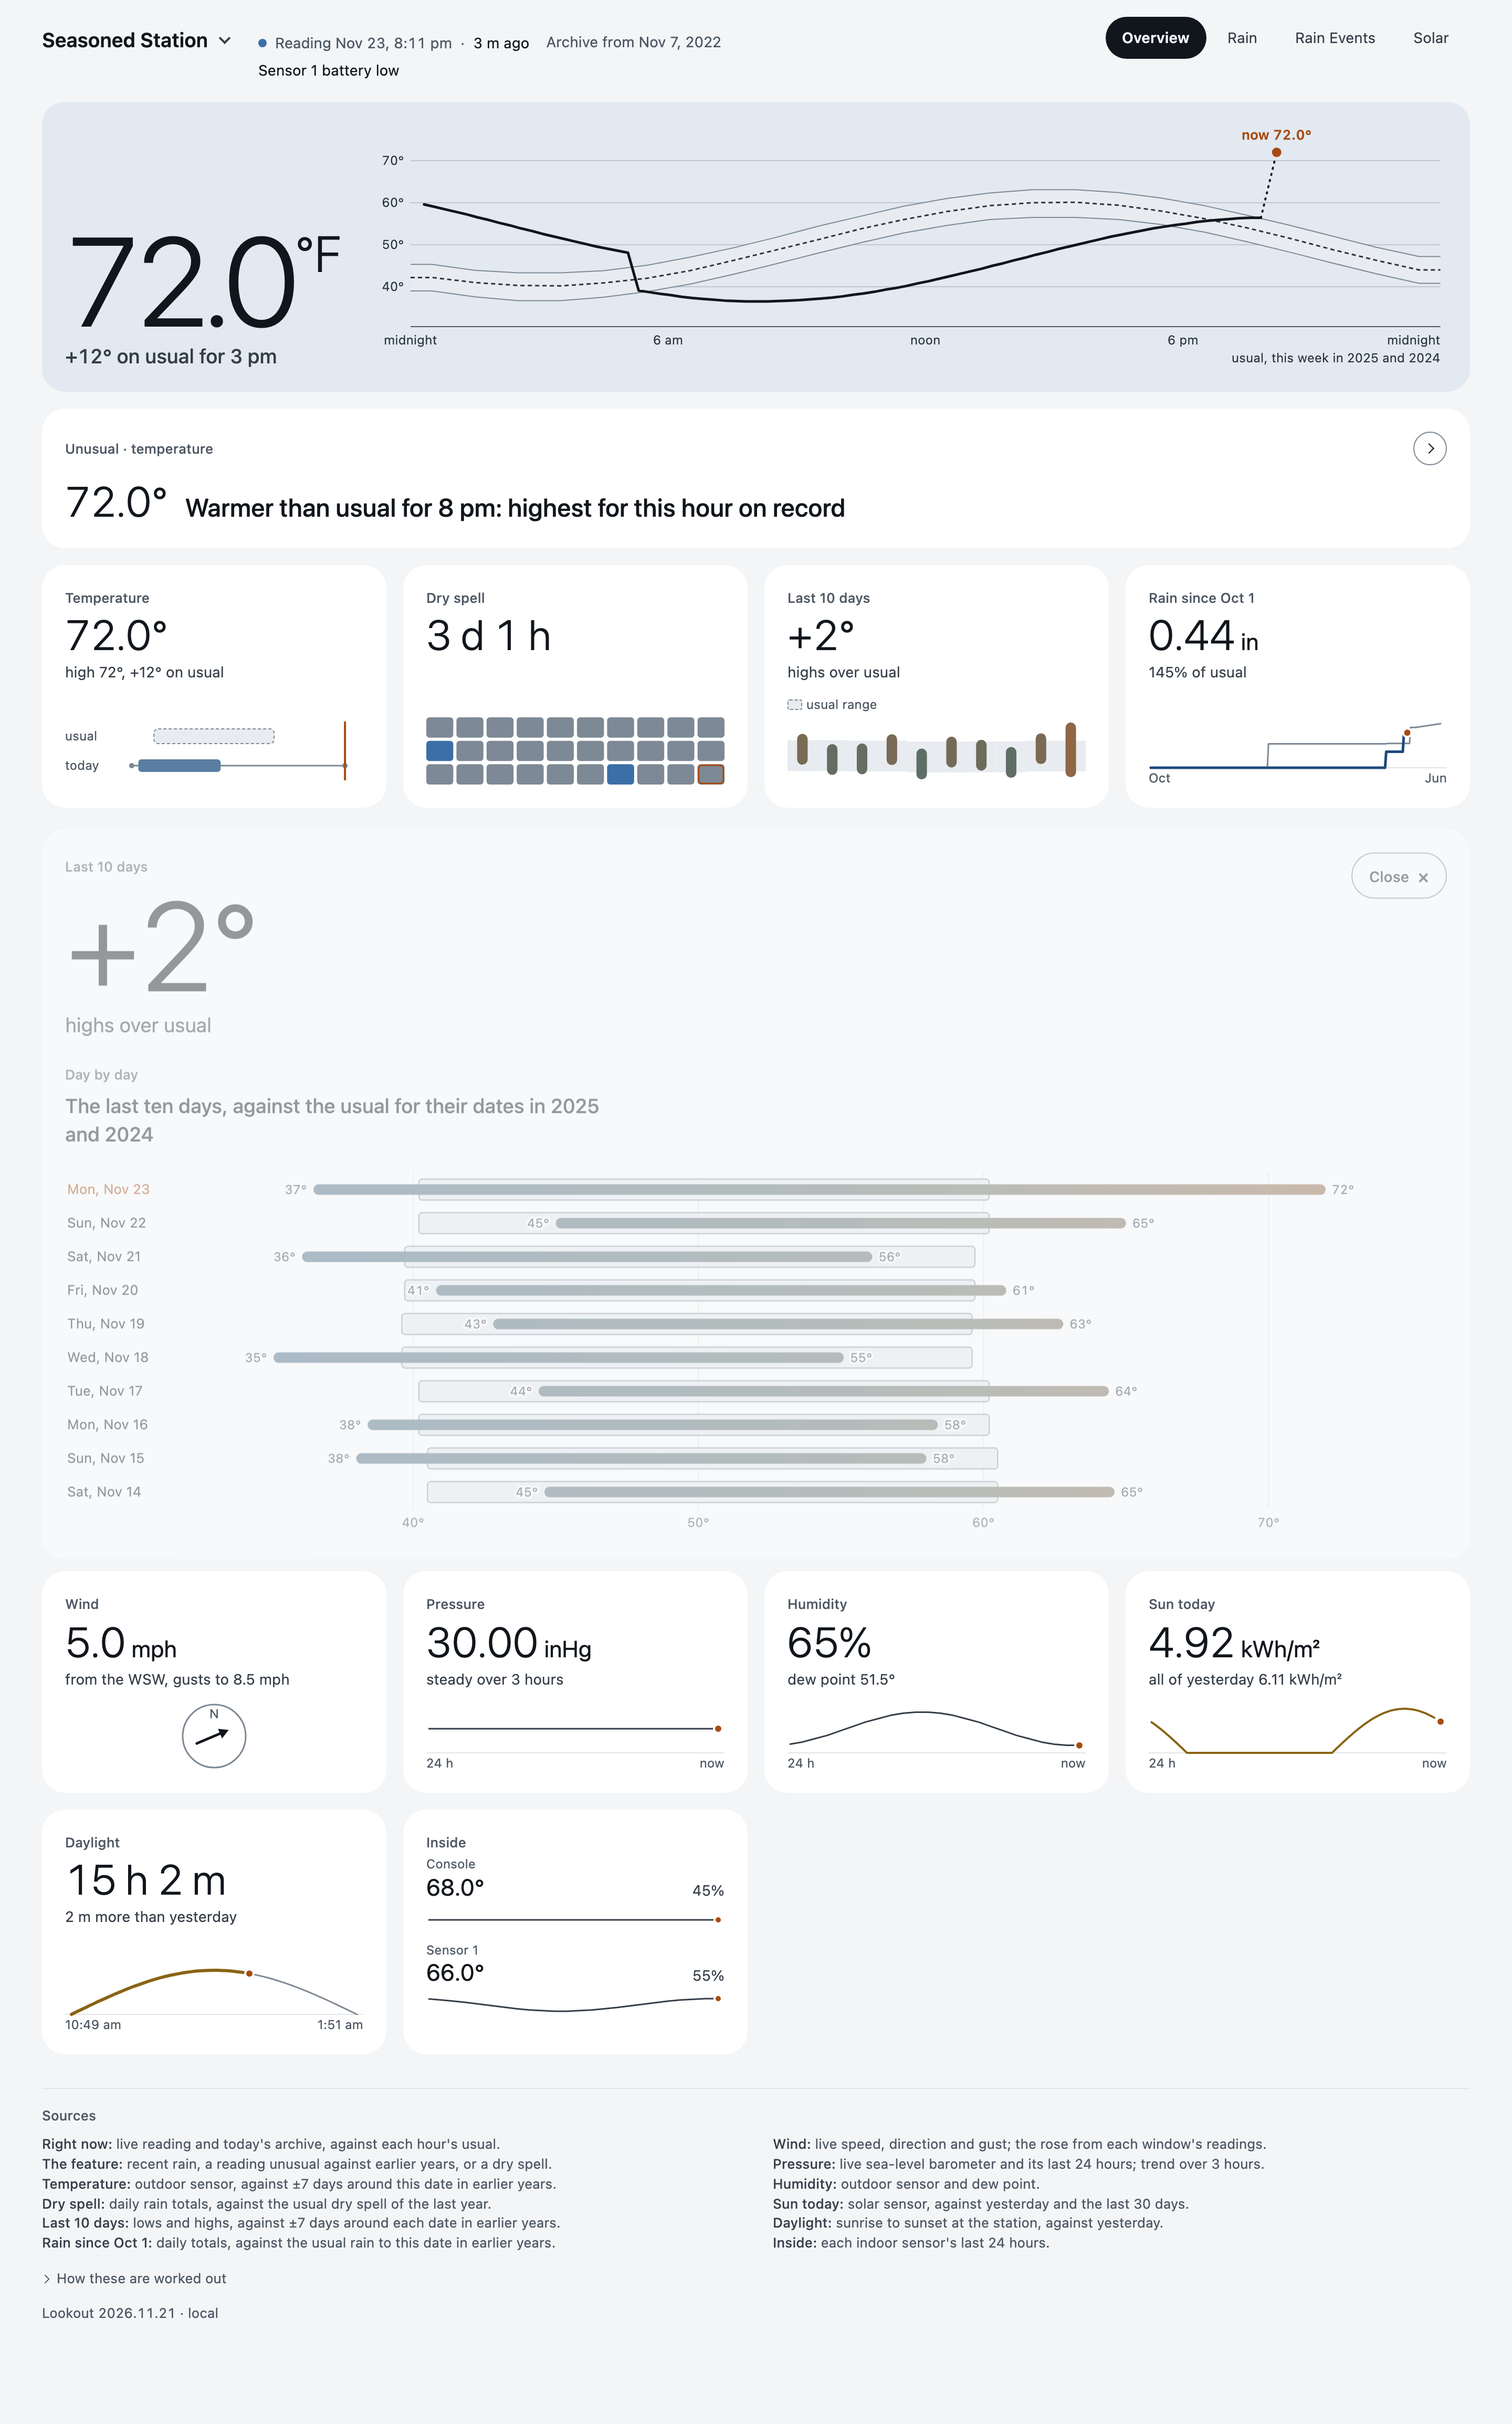 Seasoned Station
Reading Nov 23, 8:11 pm · 3 m ago Archive from Nov 7, 2022
Sensor 1 battery low
Overview Rain Rain Events Solar
now 72.0°
70°
60°
50°
40°
72.0°F
+12° on usual for 3 pm
midnight 6 am noon 6 pm midnight
usual, this week in 2025 and 2024
Unusual · temperature
72.0° Warmer than usual for 8 pm: highest for this hour on record
Temperature
72.0°
high 72°, +12° on usual
usual
today
Dry spell
3 d 1 h
Last 10 days
+2°
highs over usual
usual range
Rain since Oct 1
0.44 in
145% of usual
Oct Jun
Last 10 days
Close ×
+2°
highs over usual
Day by day
The last ten days, against the usual for their dates in 2025
and 2024
Mon, Nov 23 37° 72°
Sun, Nov 22 45° 65°
Sat, Nov 21 36° 56°
Fri, Nov 20 41° 61°
Thu, Nov 19 43° 63°
Wed, Nov 18 35° 55°
Tue, Nov 17 44° 64°
Mon, Nov 16 38° 58°
Sun, Nov 15 38° 58°
Sat, Nov 14 45° 65°
40° 50° 60° 70°
Wind
5.0 mph
from the WSW, gusts to 8.5 mph
N
Pressure
30.00 inHg
steady over 3 hours
24 h now
Humidity
65%
dew point 51.5°
24 h now
Sun today
4.92 kWh/m²
all of yesterday 6.11 kWh/m²
24 h now
Daylight
15 h 2 m
2 m more than yesterday
10:49 am 1:51 am
Inside
Console
68.0° 45%
Sensor 1
66.0° 55%
Sources
Right now: live reading and today's archive, against each hour's usual.
The feature: recent rain, a reading unusual against earlier years, or a dry spell.
Temperature: outdoor sensor, against ±7 days around this date in earlier years.
Dry spell: daily rain totals, against the usual dry spell of the last year.
Last 10 days: lows and highs, against ±7 days around each date in earlier years.
Rain since Oct 1: daily totals, against the usual rain to this date in earlier years.
Wind: live speed, direction and gust; the rose from each window's readings.
Pressure: live sea-level barometer and its last 24 hours; trend over 3 hours.
Humidity: outdoor sensor and dew point.
Sun today: solar sensor, against yesterday and the last 30 days.
Daylight: sunrise to sunset at the station, against yesterday.
Inside: each indoor sensor's last 24 hours.
How these are worked out
Lookout 2026.11.21 · local